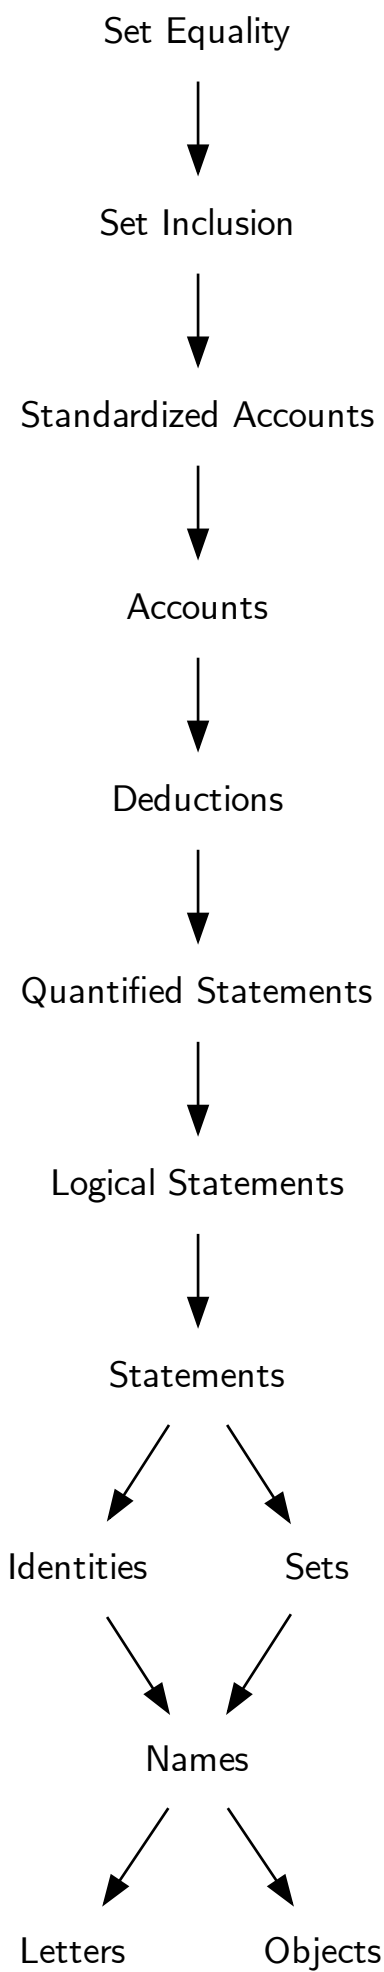 Set Equality
Set Inclusion
Standardized Accounts
Accounts
Deductions
Quantified Statements
Logical Statements
Statements
Identities
Sets
Names
Letters
Objects